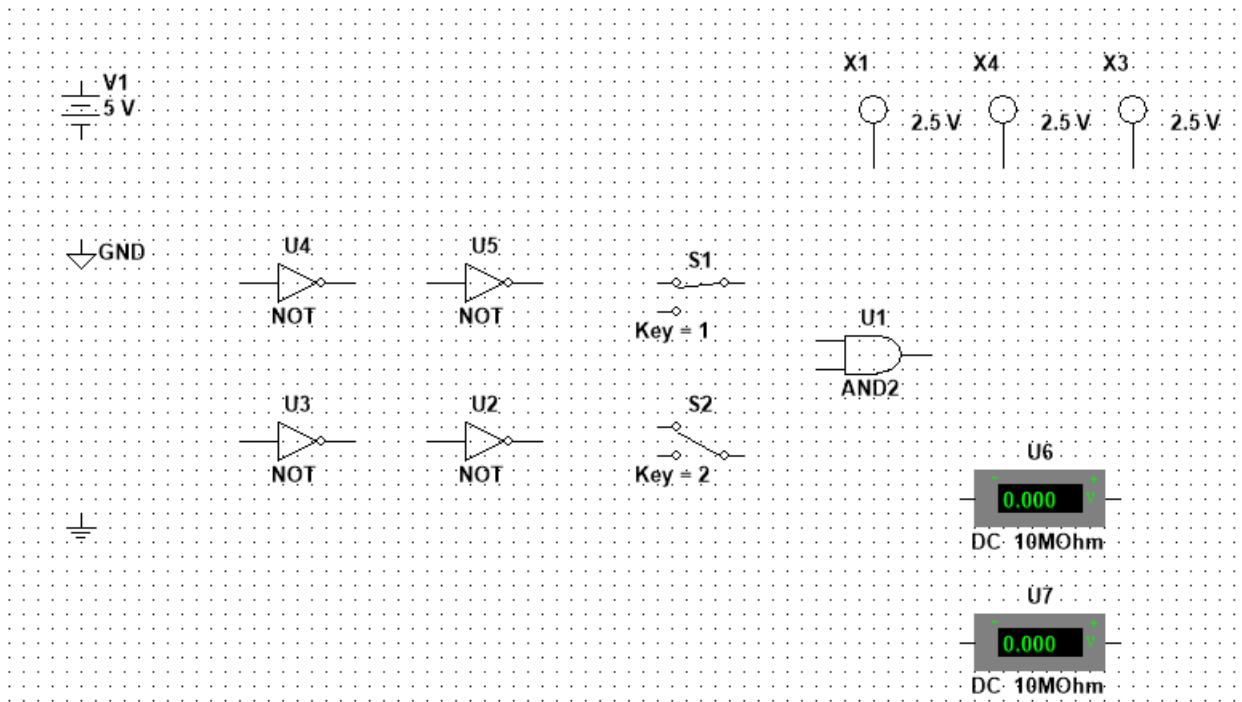 X1 X4 X3
V1
5 V
2.5 V 2.5 V 2.5 V
GND
U4 U5
S1
NOT NOT
Key = 1
U1
AND2
U3 U2 S2
NOT NOT Key = 2
U6
- +
0.000 V
DC 10MOhm
U7
- +
0.000 V
DC 10MOhm